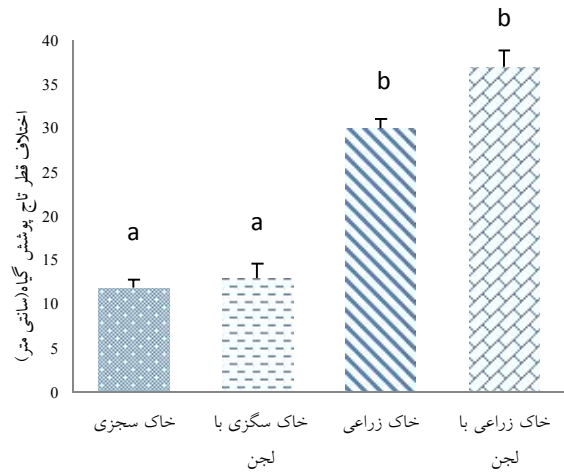 اختلاف قطر تاج پوشش گیاه(سانتی متر)
40
35
30
25
20
15
10
5
0
a
a
b
b
خاک سجزی
خاک سگزی با
لجن
خاک زراعی
خاک زراعی با
لجن